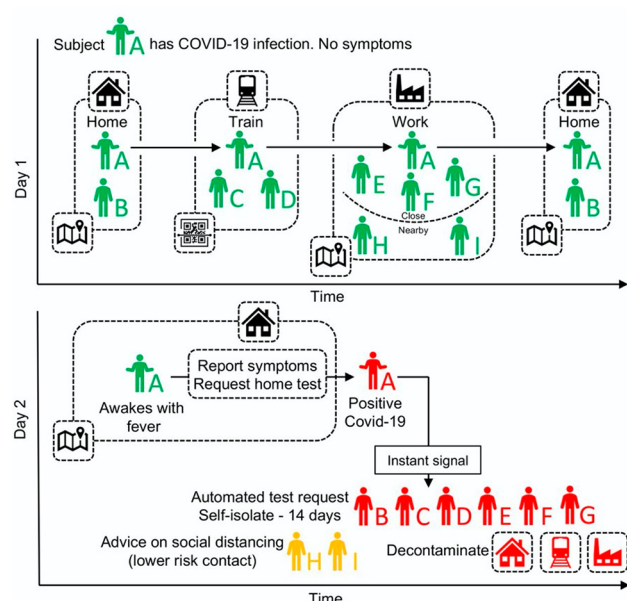 Subject A has COVID-19 infection. No symptoms
Home
Train
Work
Home
A
A
A
A
B
C
D
E
F
G
B
Close
Nearby
H
I
Day 1
Time
A
Report symptoms
Request home test
A
Awakes with
fever
Positive
Covid-19
Instant signal
Automated test request
Self-isolate - 14 days
B C D E F G
Advice on social distancing
(lower risk contact)
H I
Decontaminate
Day 2
Time